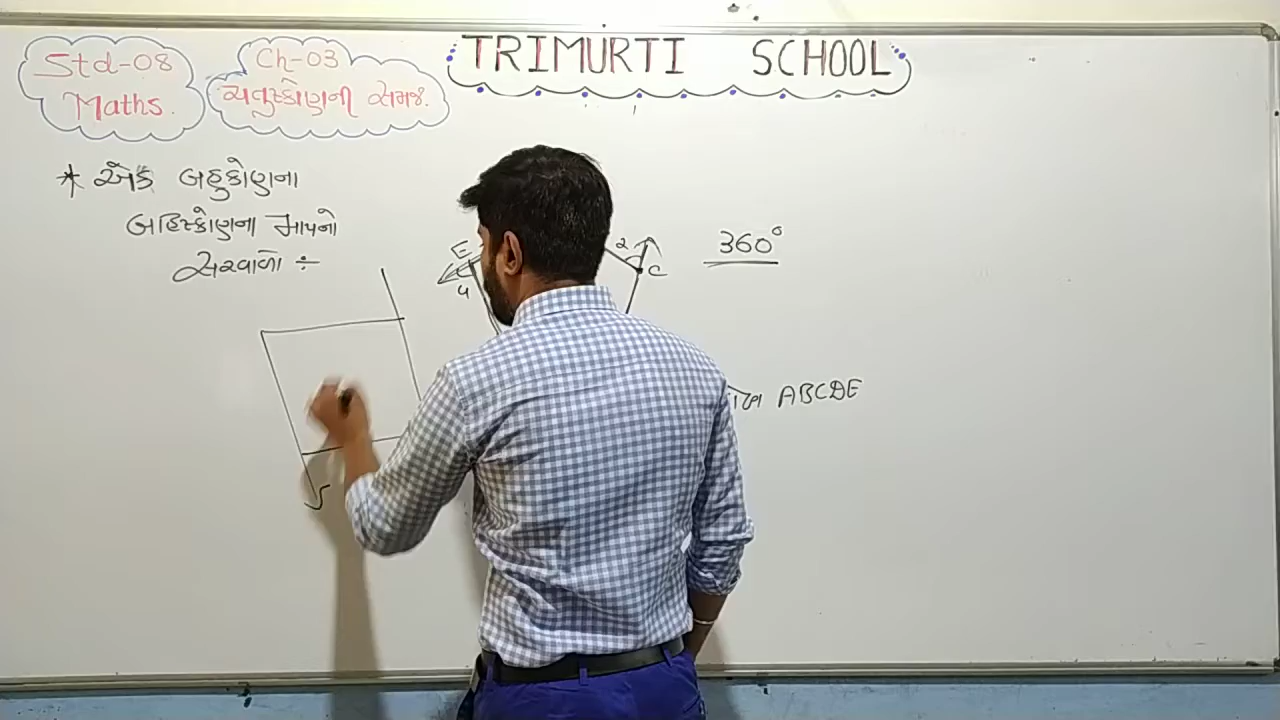 Std-08
Maths.
Ch-03
ચતુષ્કોણની સમજ.
TRIMURTI SCHOOL
* એક બહુકોણના
બહિષ્કોણના માપનો
સરવાળો ÷
E
4
2
C
360°
ABCDE